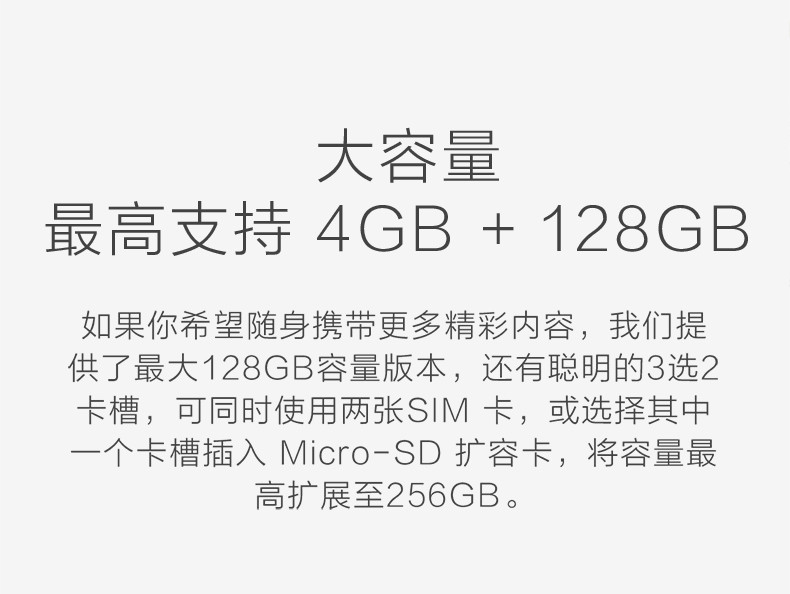 大容量
最高支持 4GB + 128GB
如果你希望随身携带更多精彩内容，我们提
供了最大128GB容量版本，还有聪明的3选2
卡槽，可同时使用两张SIM 卡，或选择其中
一个卡槽插入 Micro-SD 扩容卡，将容量最
高扩展至256GB。